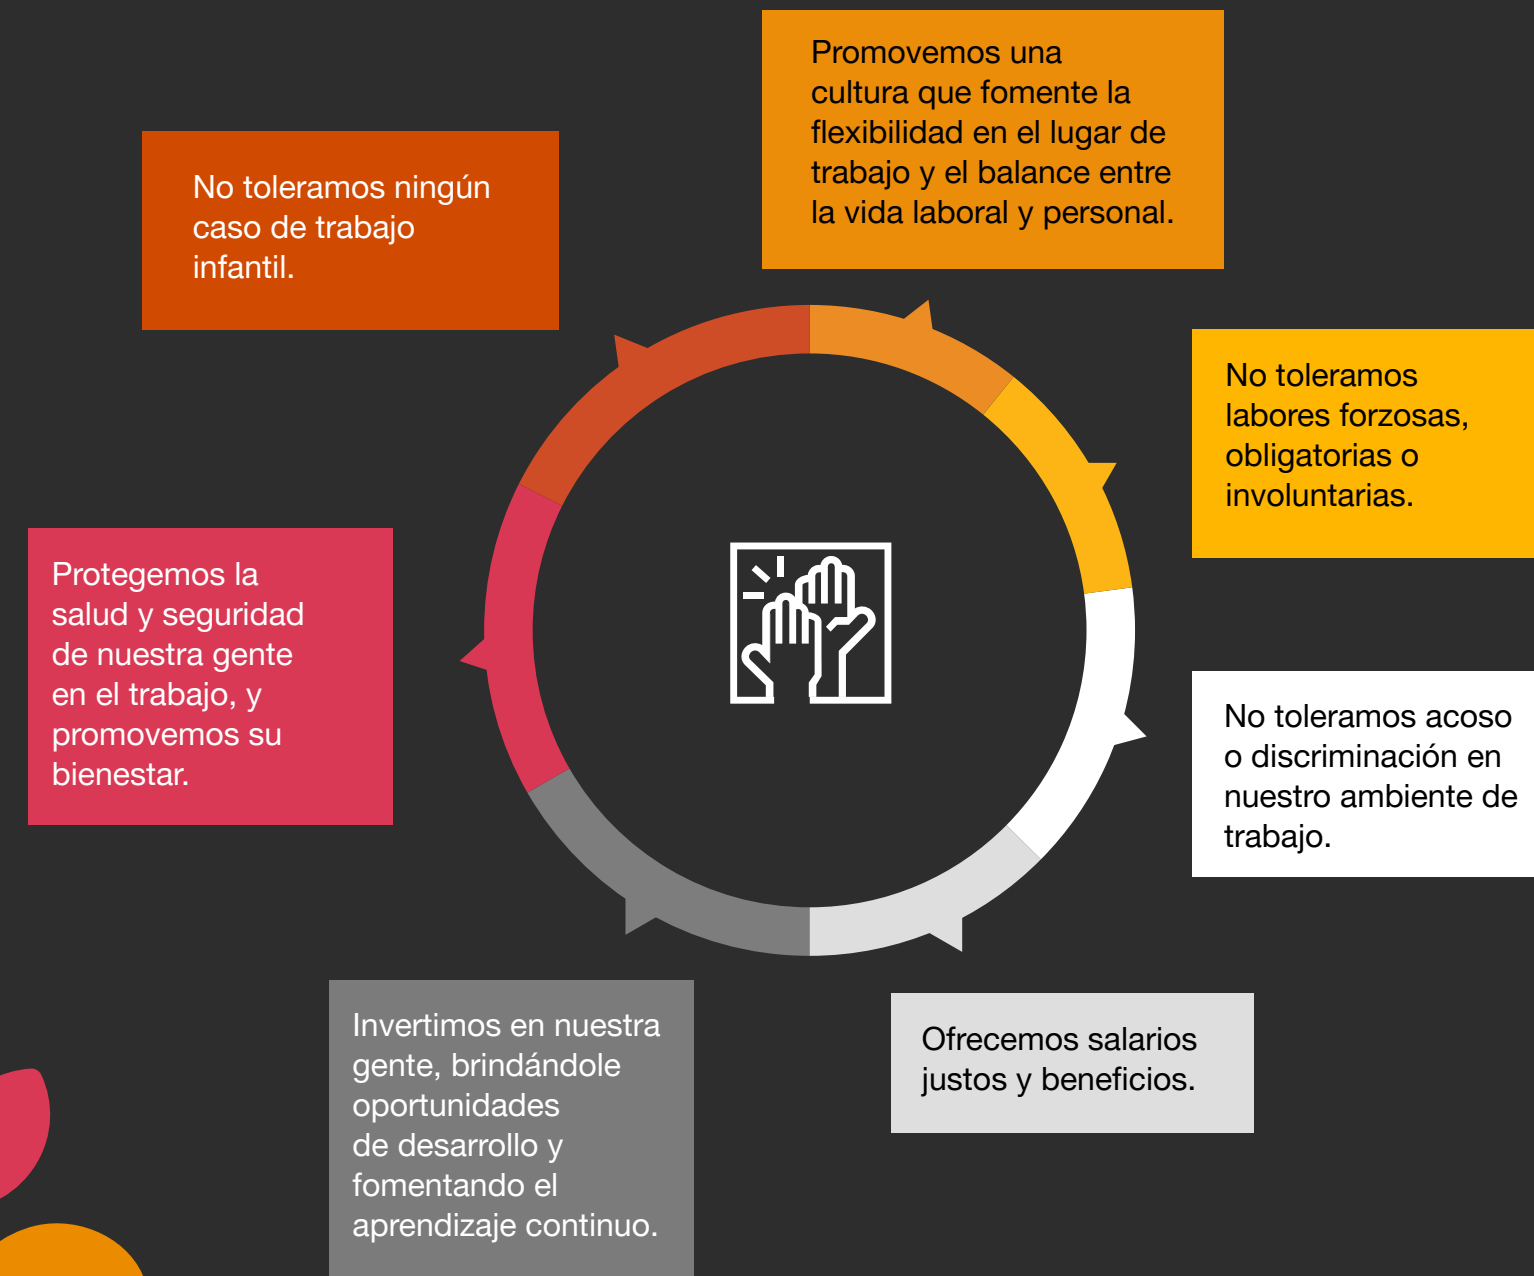 Promovemos una
cultura que fomente la
flexibilidad en el lugar de
trabajo y el balance entre
la vida laboral y personal.
No toleramos ningún
caso de trabajo
infantil.
No toleramos
labores forzosas,
obligatorias o
involuntarias.
Protegemos la
salud y seguridad
de nuestra gente
en el trabajo, y
promovemos su
bienestar.
No toleramos acoso
o discriminación en
nuestro ambiente de
trabajo.
Invertimos en nuestra
gente, brindándole
oportunidades
de desarrollo y
fomentando el
aprendizaje continuo.
Ofrecemos salarios
justos y beneficios.